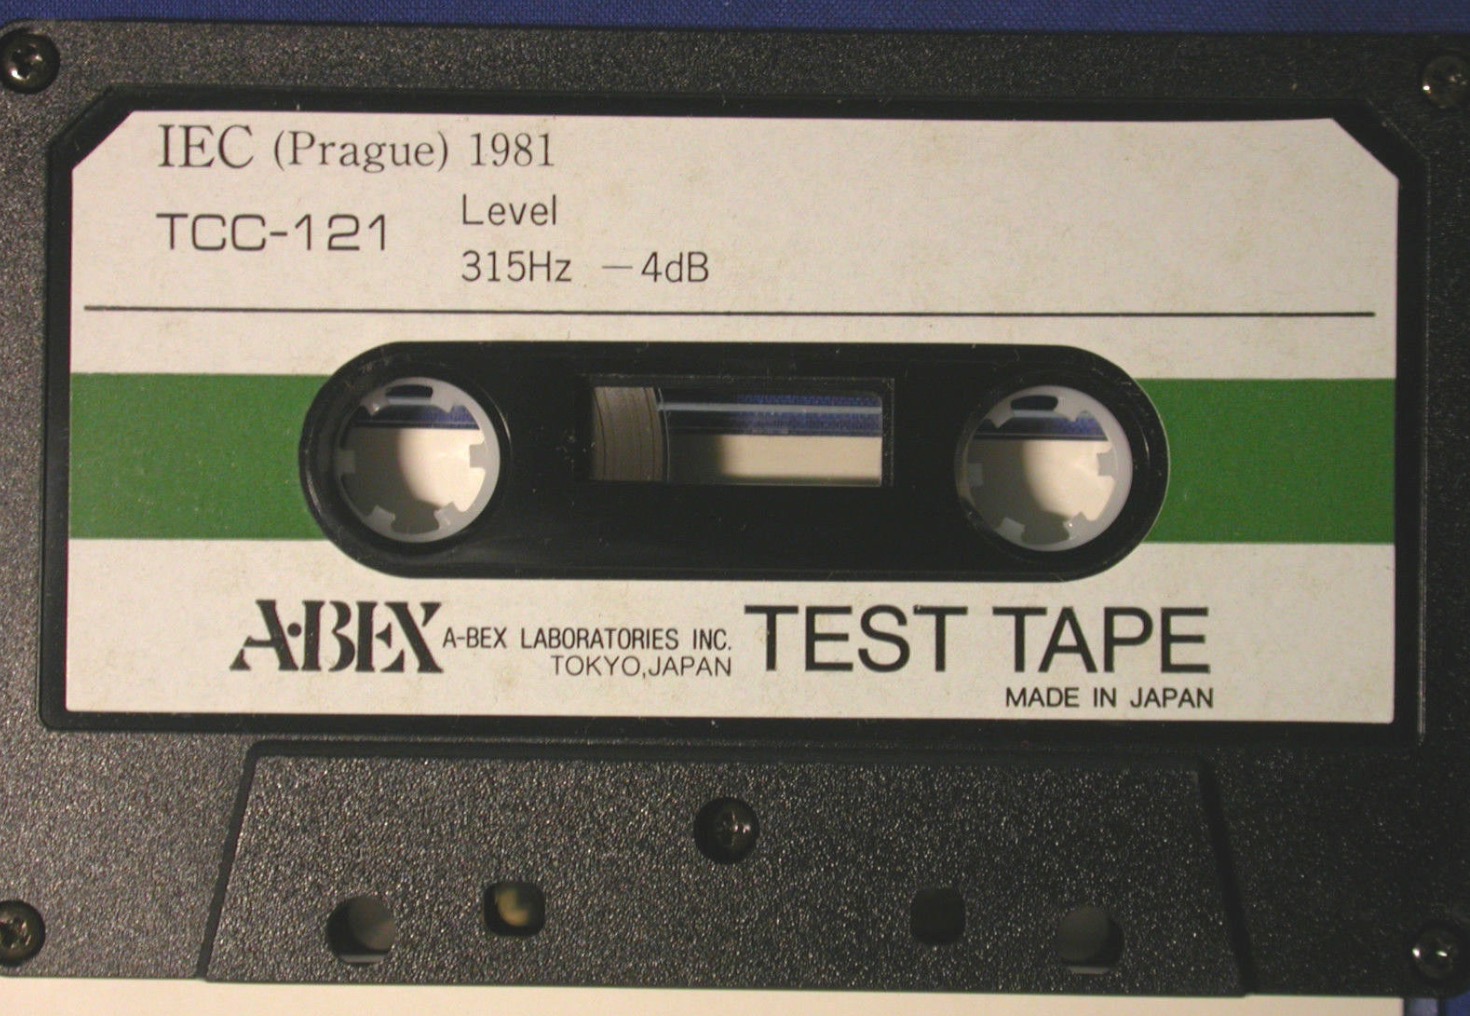 IEC (Prague) 1981
TCC-121
Level
315Hz －4dB
A·BEX
A-BEX LABORATORIES INC.
TOKYO,JAPAN
TEST TAPE
MADE IN JAPAN